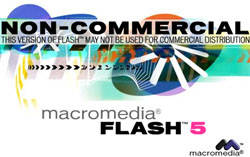 NON-COMMERCIAL
THIS VERSION OF FLASH™ MAY NOT BE USED FOR COMMERCIAL DISTRIBUTION
macromedia®
FLASH™ 5
macromedia®